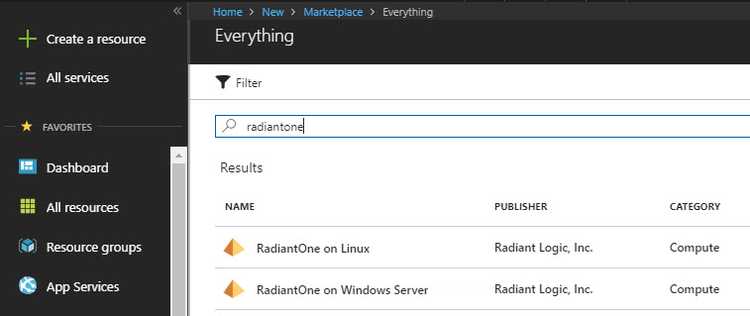 Home > New > Marketplace > Everything
Everything
Create a resource
All services
FAVORITES
Dashboard
All resources
Resource groups
App Services
Filter
radiantone
Results
NAME PUBLISHER CATEGORY
RadiantOne on Linux Radiant Logic, Inc. Compute
RadiantOne on Windows Server Radiant Logic, Inc. Compute